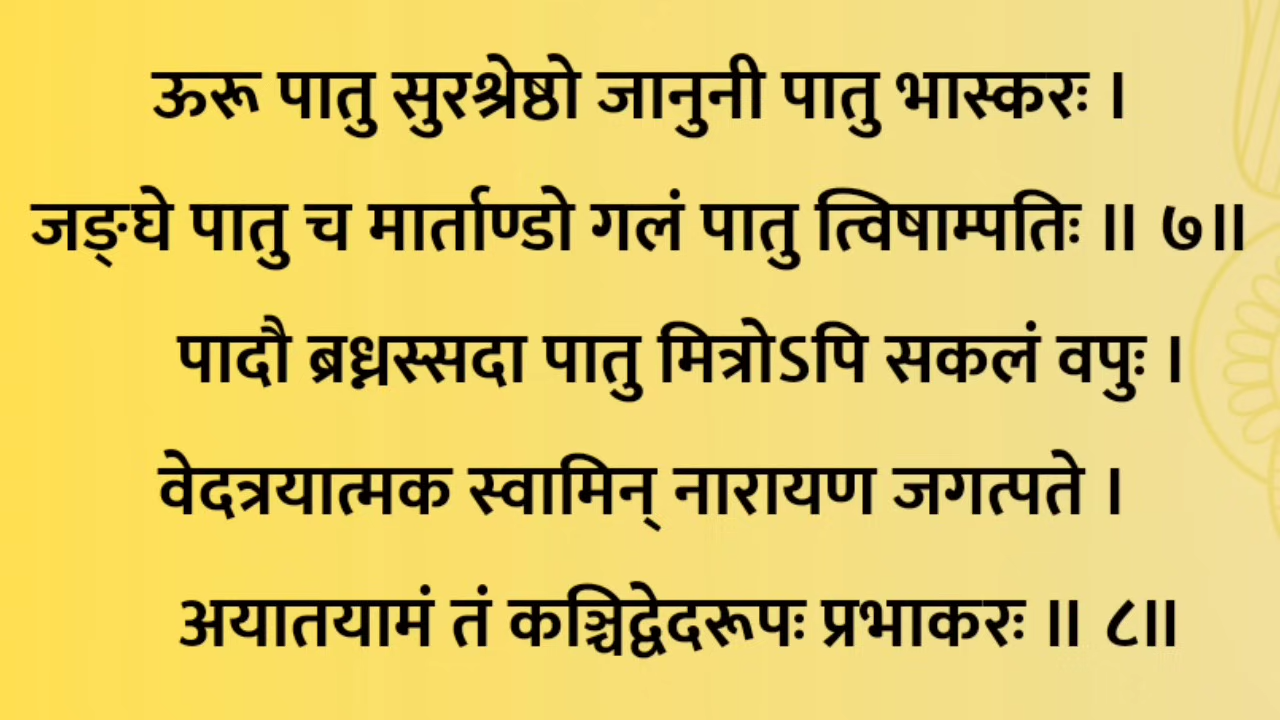 ऊरू पातु सुरश्रेष्ठो जानुनी पातु भास्करः ।
जङ्घे पातु च मार्ताण्डो गलं पातु त्विषाम्पतिः ॥ ७॥
पादौ ब्रध्नस्सदा पातु मित्रोऽपि सकलं वपुः ।
वेदत्रयात्मक स्वामिन् नारायण जगत्पते ।
अयातयामं तं कञ्चिद्वेदरूपः प्रभाकरः ॥ ८॥